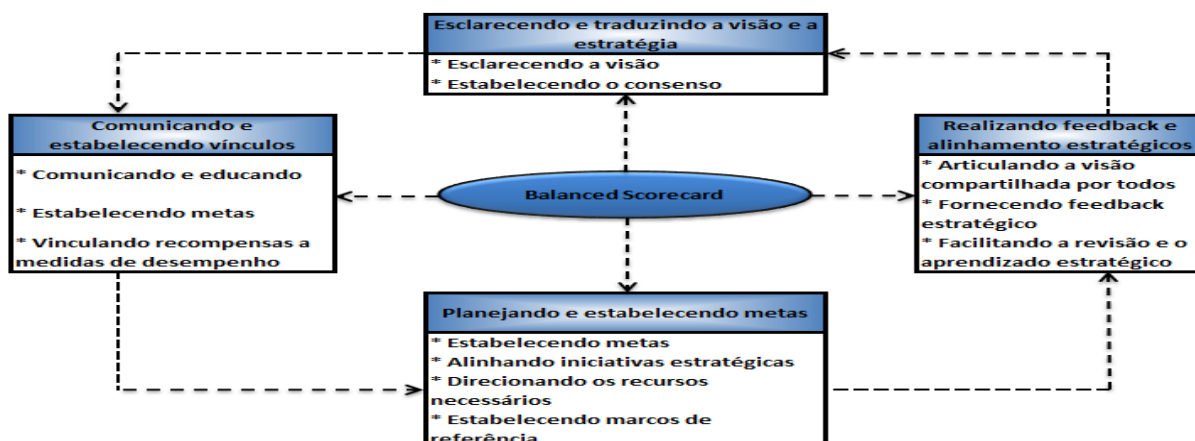 Esclarecendo e traduzindo a visão e a
estratégia
* Esclarecendo a visão
* Estabelecendo o consenso
Comunicando e
estabelecendo vínculos
* Comunicando e educando
* Estabelecendo metas
* Vinculando recompensas a
medidas de desempenho
Balanced Scorecard
Realizando feedback e
alinhamento estratégicos
* Articulando a visão
compartilhada por todos
* Fornecendo feedback
estratégico
* Facilitando a revisão e o
aprendizado estratégico
Planejando e estabelecendo metas
* Estabelecendo metas
* Alinhando iniciativas estratégicas
* Direcionando os recursos
necessários
* Estabelecendo marcos de
referência